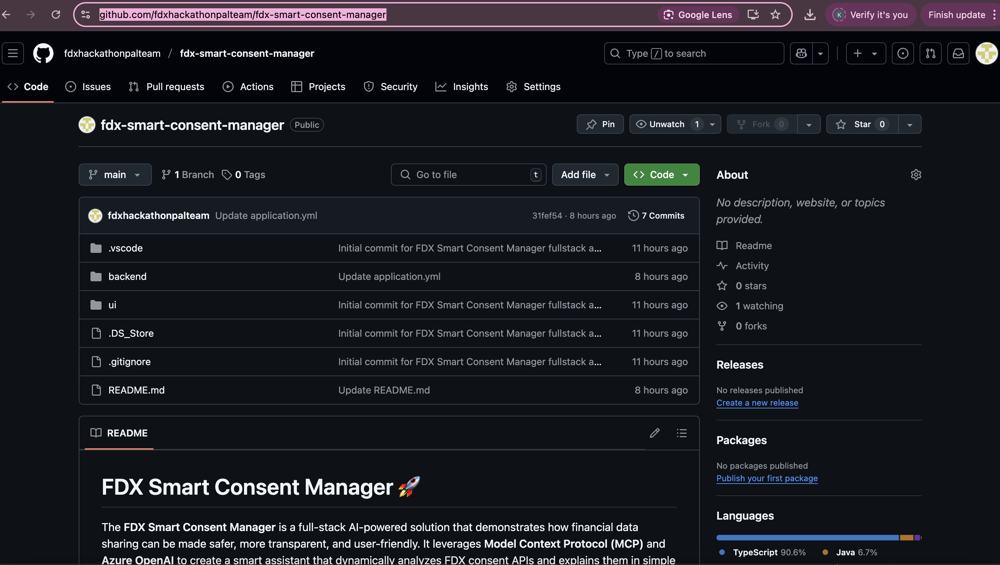 github.com/fdxhackathonpalteam/fdx-smart-consent-manager Google Lens K Verify it's you Finish update
fdxhackathonpalteam / fdx-smart-consent-manager Type / to search
Code Issues Pull requests Actions Projects Security Insights Settings
fdx-smart-consent-manager Public Pin Unwatch 1 Fork 0 Star 0
main 1 Branch 0 Tags Go to file t Add file Code
fdxhackathonpalteam Update application.yml 31fef54 · 8 hours ago 7 Commits
.vscode Initial commit for FDX Smart Consent Manager fullstack a... 11 hours ago
backend Update application.yml 8 hours ago
ui Initial commit for FDX Smart Consent Manager fullstack a... 11 hours ago
.DS_Store Initial commit for FDX Smart Consent Manager fullstack a... 11 hours ago
.gitignore Initial commit for FDX Smart Consent Manager fullstack a... 11 hours ago
README.md Update README.md 8 hours ago
README
FDX Smart Consent Manager 🚀
The FDX Smart Consent Manager is a full-stack AI-powered solution that demonstrates how financial data
sharing can be made safer, more transparent, and user-friendly. It leverages Model Context Protocol (MCP) and
Azure OpenAI to create a smart assistant that dynamically analyzes FDX consent APIs and explains them in simple
About
No description, website, or topics
provided.
Readme
Activity
0 stars
1 watching
0 forks
Releases
No releases published
Create a new release
Packages
No packages published
Publish your first package
Languages
TypeScript 90.6% Java 6.7%